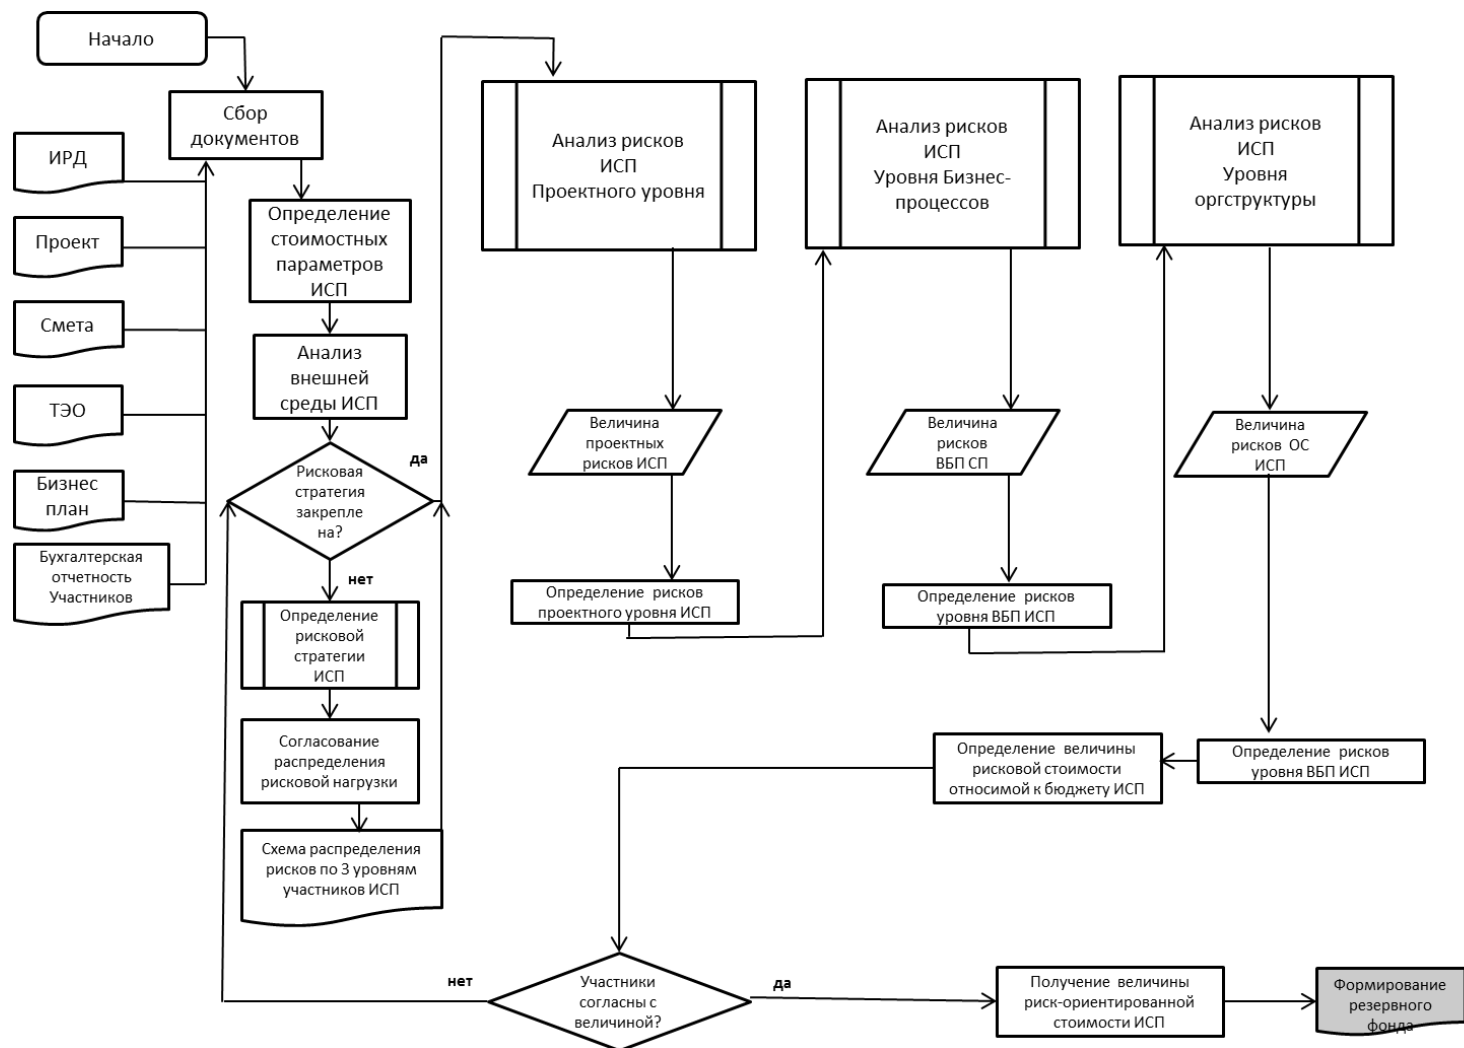 Начало
Сбор
документов
ИРД
Проект
Смета
ТЭО
Бизнес
план
Бухгалтерская
отчетность
Участников
Определение
стоимостных
параметров
ИСП
Анализ
внешней
среды ИСП
Рисковая
стратегия
закрепле
на?
да
нет
Определение
рисковой
стратегии
ИСП
Согласование
распределения
рисковой нагрузки
Схема распределения
рисков по 3 уровням
участников ИСП
Анализ рисков
ИСП
Проектного уровня
Величина
проектных
рисков ИСП
Определение рисков
проектного уровня ИСП
Анализ рисков
ИСП
Уровня Бизнес-
процессов
Величина
рисков
ВБП СП
Определение рисков
уровня ВБП ИСП
Анализ рисков
ИСП
Уровня
оргструктуры
Величина
рисков ОС
ИСП
Определение рисков
уровня ВБП ИСП
Определение величины
рисковой стоимости
относимой к бюджету ИСП
нет
Участники
согласны с
величиной?
да
Получение величины
риск-ориентированной
стоимости ИСП
Формирование
резервного
фонда